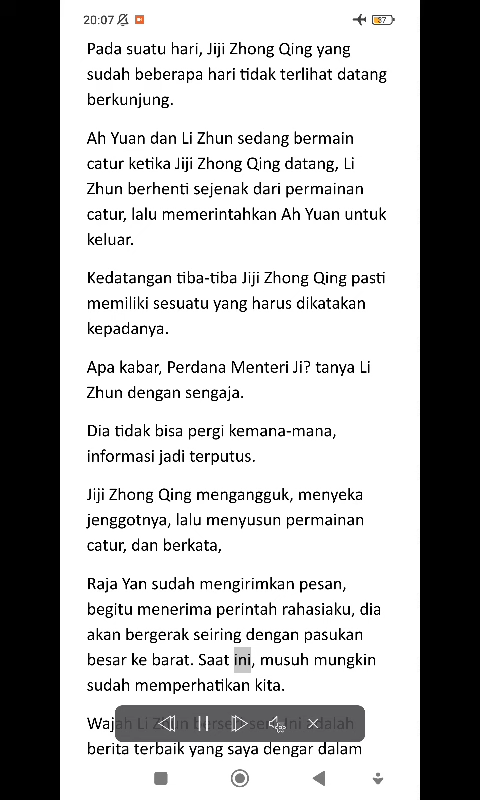 20:07
37
Pada suatu hari, Jiji Zhong Qing yang
sudah beberapa hari tidak terlihat datang
berkunjung.
Ah Yuan dan Li Zhun sedang bermain
catur ketika Jiji Zhong Qing datang, Li
Zhun berhenti sejenak dari permainan
catur, lalu memerintahkan Ah Yuan untuk
keluar.
Kedatangan tiba-tiba Jiji Zhong Qing pasti
memiliki sesuatu yang harus dikatakan
kepadanya.
Apa kabar, Perdana Menteri Ji? tanya Li
Zhun dengan sengaja.
Dia tidak bisa pergi kemana-mana,
informasi jadi terputus.
Jiji Zhong Qing mengangguk, menyeka
jenggotnya, lalu menyusun permainan
catur, dan berkata,
Raja Yan sudah mengirimkan pesan,
begitu menerima perintah rahasiaku, dia
akan bergerak seiring dengan pasukan
besar ke barat. Saat ini, musuh mungkin
sudah memperhatikan kita.
Wajah Li Zhun berseri-seri. Ini adalah
berita terbaik yang saya dengar dalam